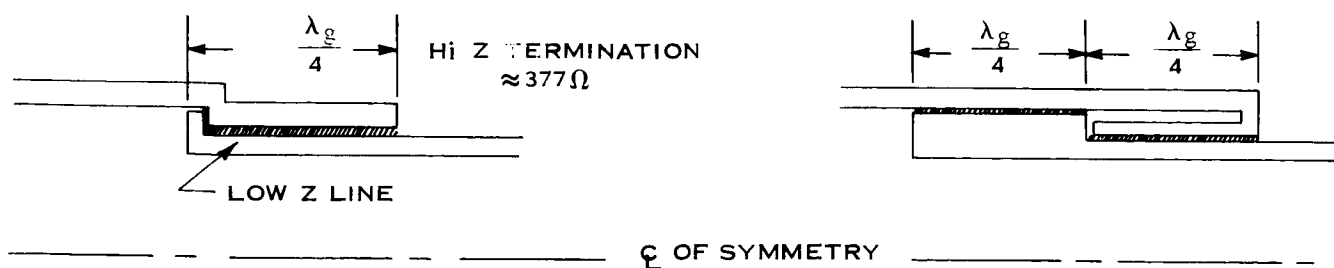 λg
4
Hi Z TERMINATION
≈377Ω
LOW Z LINE
λg
4
λg
4
℄ OF SYMMETRY